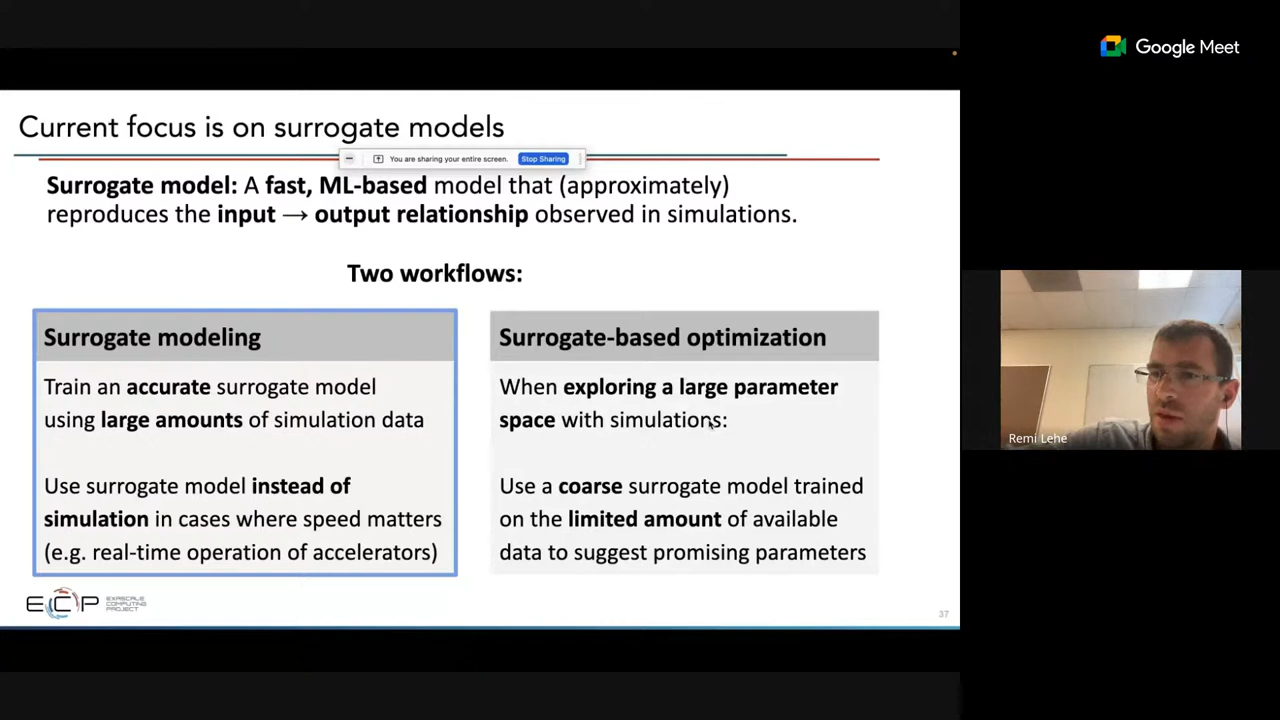 Google Meet
Current focus is on surrogate models
You are sharing your entire screen. Stop Sharing
Surrogate model: A fast, ML-based model that (approximately)
reproduces the input → output relationship observed in simulations.
Two workflows:
Surrogate modeling
Train an accurate surrogate model
using large amounts of simulation data
Use surrogate model instead of
simulation in cases where speed matters
(e.g. real-time operation of accelerators)
Surrogate-based optimization
When exploring a large parameter
space with simulations:
Use a coarse surrogate model trained
on the limited amount of available
data to suggest promising parameters
Remi Lehe
ECP
EXASCALE
COMPUTING
PROJECT
37